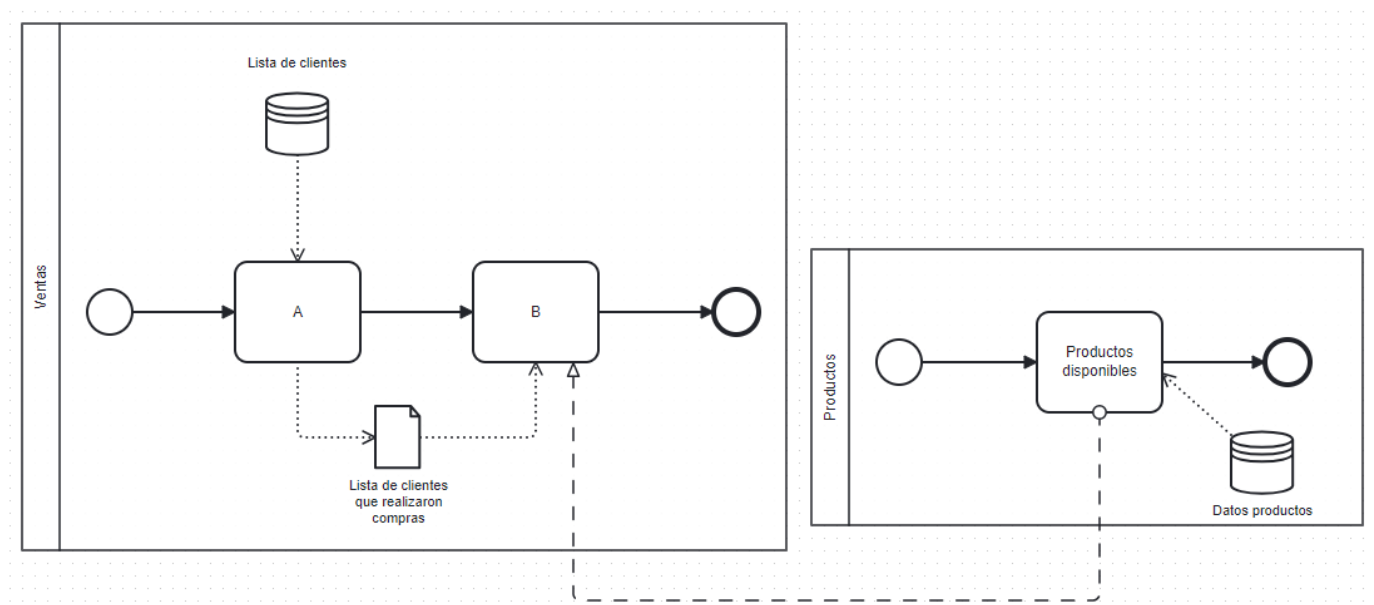 Lista de clientes
Ventas
A
B
Lista de clientes
que realizaron
compras
Productos
Productos
disponibles
Datos productos